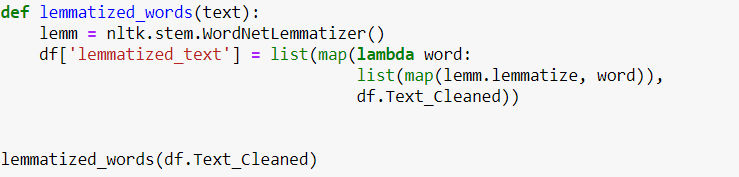 def lemmatized_words(text):
    lemm = nltk.stem.WordNetLemmatizer()
    df['lemmatized_text'] = list(map(lambda word:
                                     list(map(lemm.lemmatize, word)),
                                     df.Text_Cleaned))
lemmatized_words(df.Text_Cleaned)